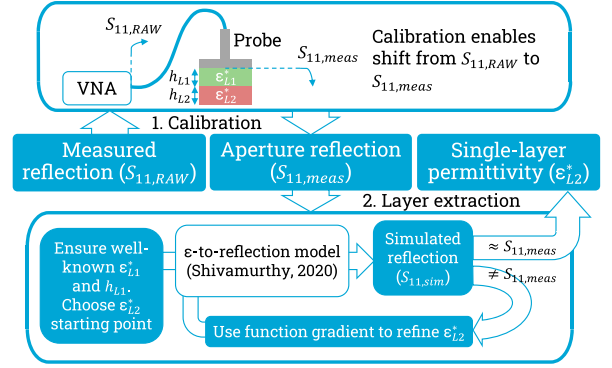 S11,RAW
Probe
S11,meas
VNA
hL1
ε*L1
hL2
ε*L2
Calibration enables
shift from S11,RAW to
S11,meas
1. Calibration
Measured
reflection (S11,RAW)
Aperture reflection
(S11,meas)
Single-layer
permittivity (ε*L2)
2. Layer extraction
Ensure well-
known ε*L1
and hL1.
Choose ε*L2
starting point
ε-to-reflection model
(Shivamurthy, 2020)
Simulated
reflection
(S11,sim)
≈ S11,meas
≠ S11,meas
Use function gradient to refine ε*L2